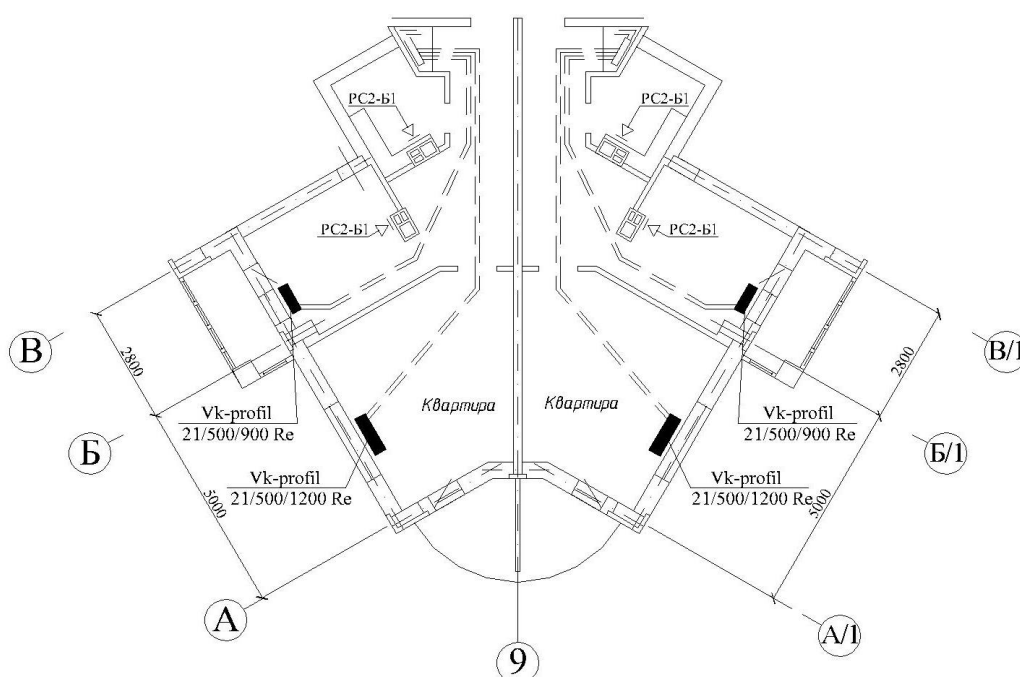 РС2-Б1
РС2-Б1
РС2-Б1
РС2-Б1
В
В/1
2800
2800
Квартира
Квартира
Vk-profil
21/500/900 Re
Vk-profil
21/500/900 Re
Б
Б/1
Vk-profil
21/500/1200 Re
Vk-profil
21/500/1200 Re
5000
5000
А
А/1
9